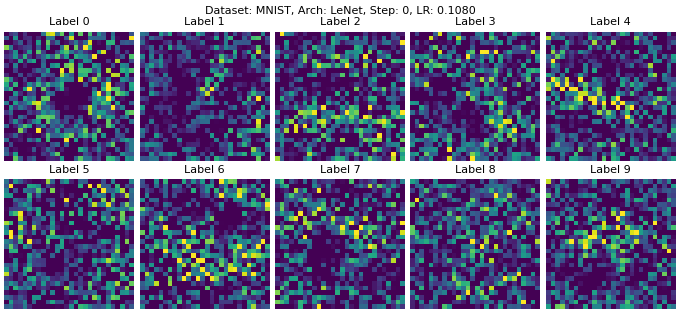 Dataset: MNIST, Arch: LeNet, Step: 0, LR: 0.1080
Label 0
Label 1
Label 2
Label 3
Label 4
Label 5
Label 6
Label 7
Label 8
Label 9